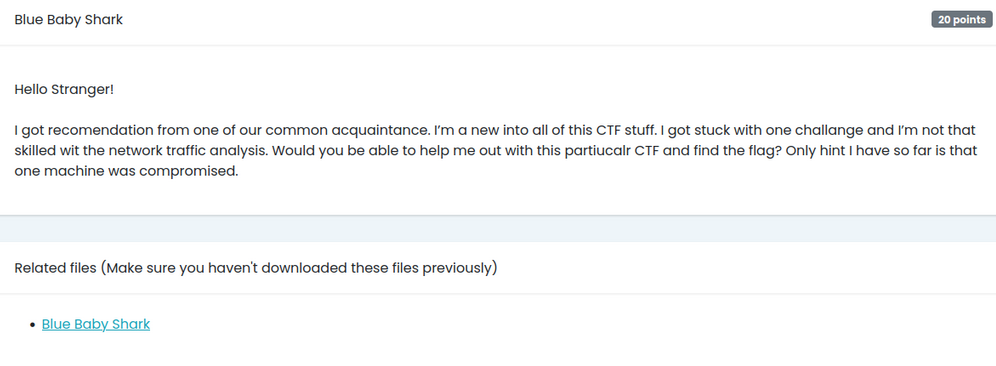 Blue Baby Shark
20 points
Hello Stranger!
I got recomendation from one of our common acquaintance. I'm a new into all of this CTF stuff. I got stuck with one challange and I'm not that
skilled wit the network traffic analysis. Would you be able to help me out with this partiucalr CTF and find the flag? Only hint I have so far is that
one machine was compromised.
Related files (Make sure you haven't downloaded these files previously)
• Blue Baby Shark